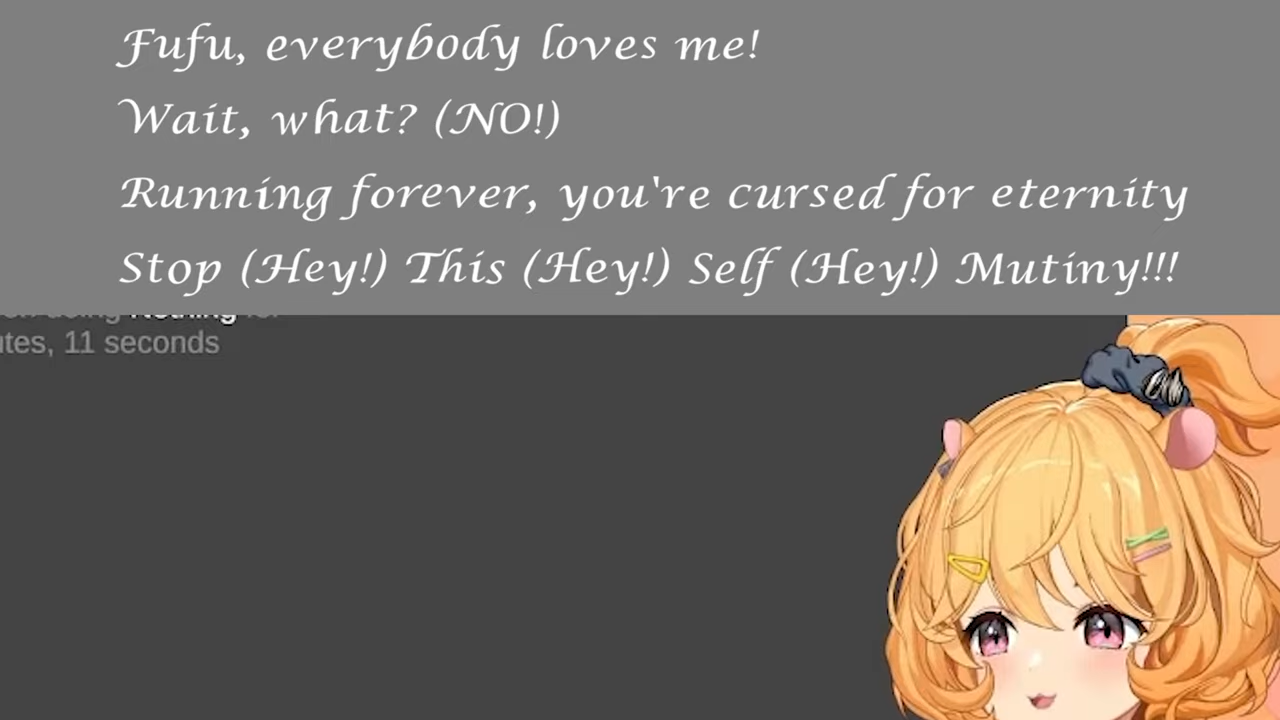 Fufu, everybody loves me!
Wait, what? (NO!)
Running forever, you're cursed for eternity
Stop (Hey!) This (Hey!) Self (Hey!) Mutiny!!!
11 seconds